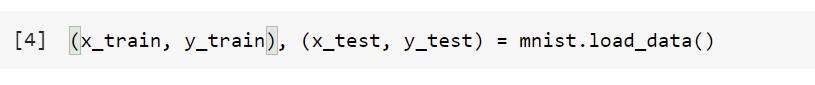 [4] (x_train, y_train), (x_test, y_test) = mnist.load_data()